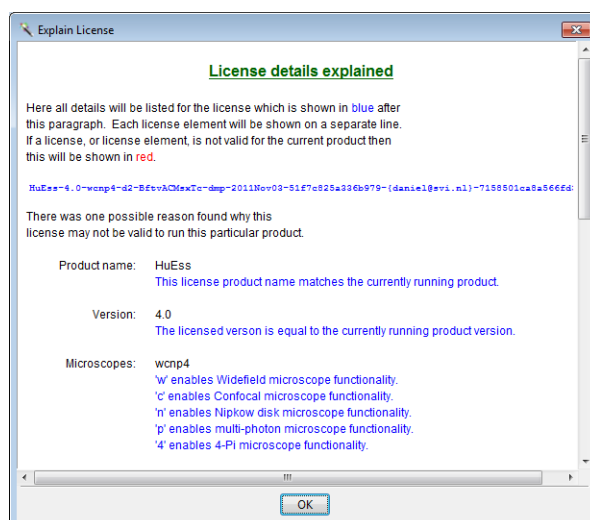 Explain License
License details explained
Here all details will be listed for the license which is shown in blue after
this paragraph. Each license element will be shown on a separate line.
If a license, or license element, is not valid for the current product then
this will be shown in red.
HuEss-4.0-wcnp4-d2-BftvACMsxTc-dmp-2011Nov03-51f7c825a336b979-{daniel@svi.nl}-7158501ca8a566fd
There was one possible reason found why this
license may not be valid to run this particular product.
Product name: HuEss
This license product name matches the currently running product.
Version: 4.0
The licensed verson is equal to the currently running product version.
Microscopes: wcnp4
'w' enables Widefield microscope functionality.
'c' enables Confocal microscope functionality.
'n' enables Nipkow disk microscope functionality.
'p' enables multi-photon microscope functionality.
'4' enables 4-Pi microscope functionality.
OK